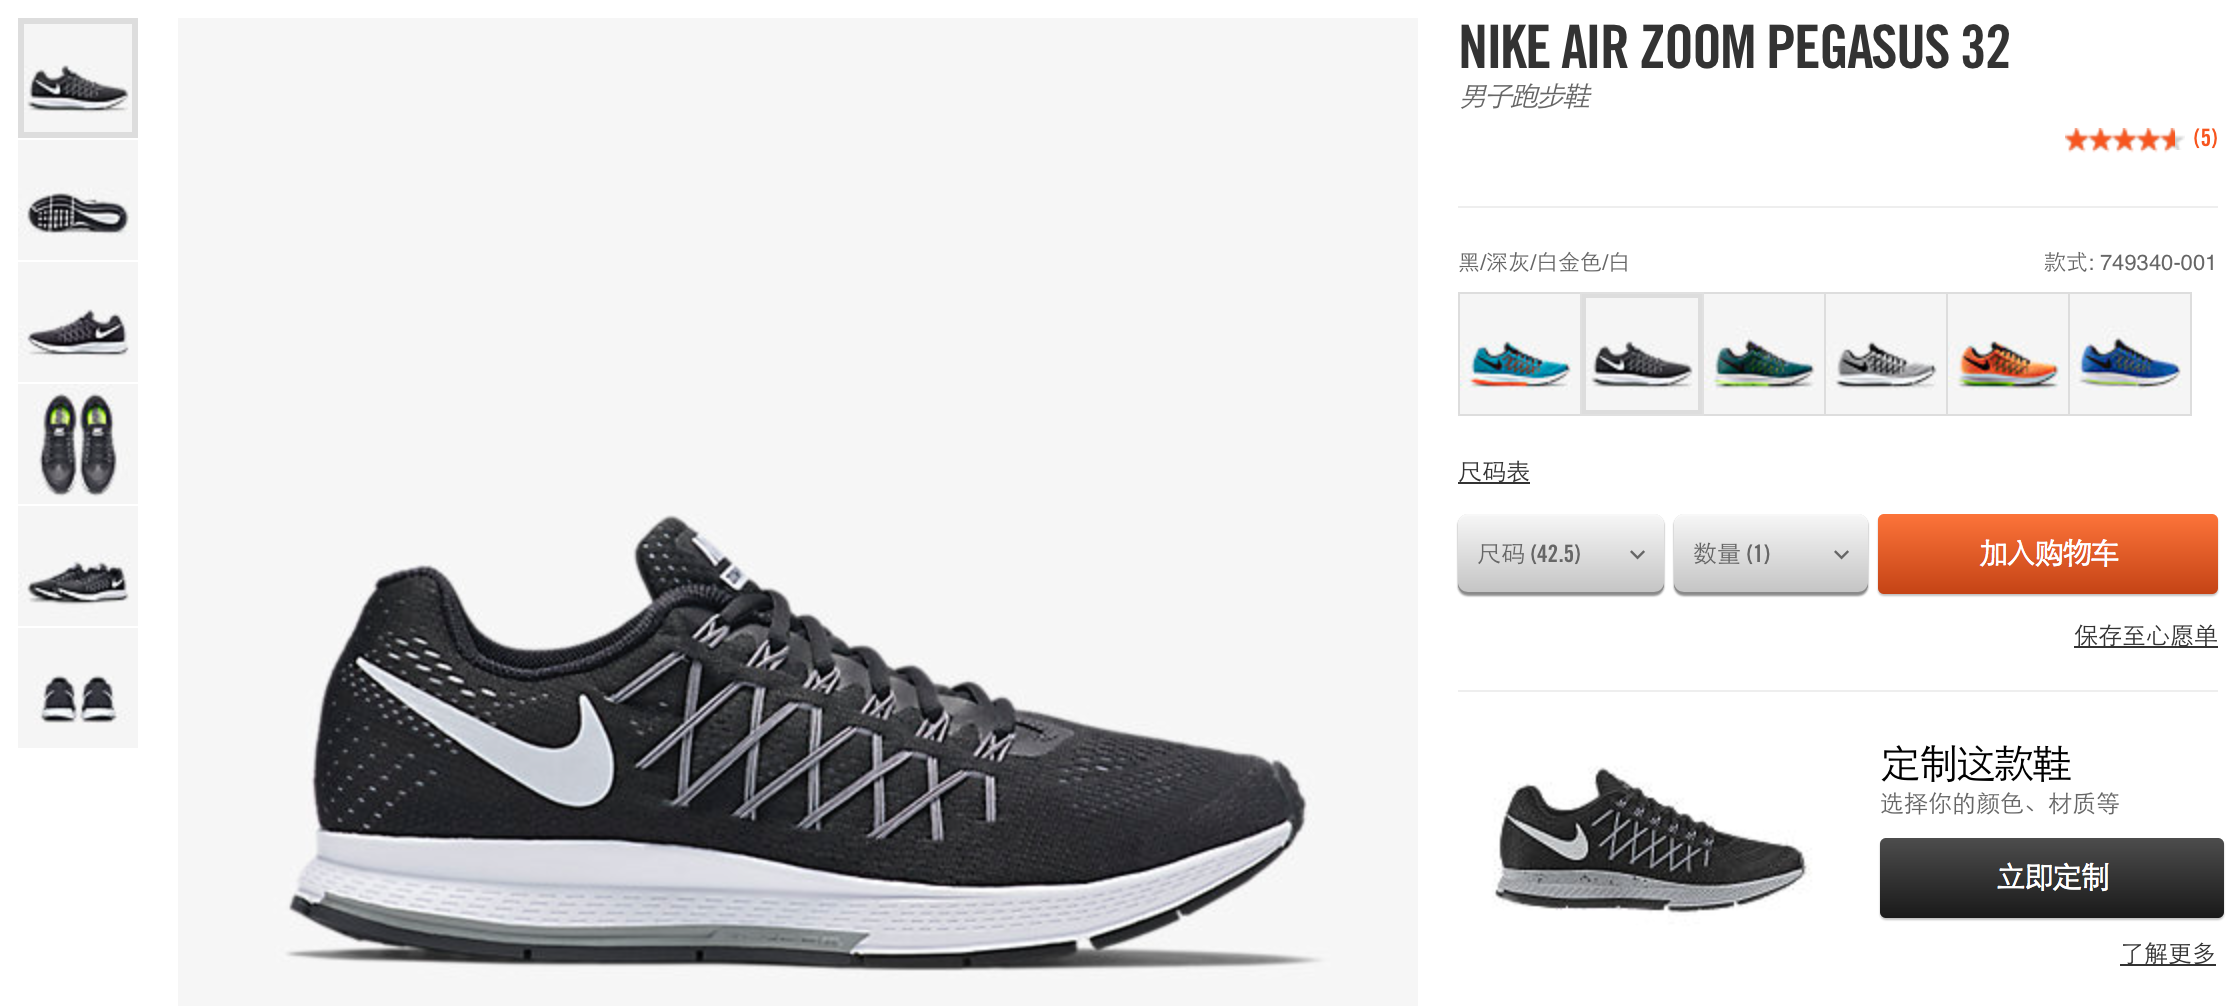 NIKE AIR ZOOM PEGASUS 32
男子跑步鞋
(5)
黑/深灰/白金色/白
款式: 749340-001
尺码表
尺码 (42.5)
数量 (1)
加入购物车
保存至心愿单
定制这款鞋
选择你的颜色、材质等
立即定制
了解更多